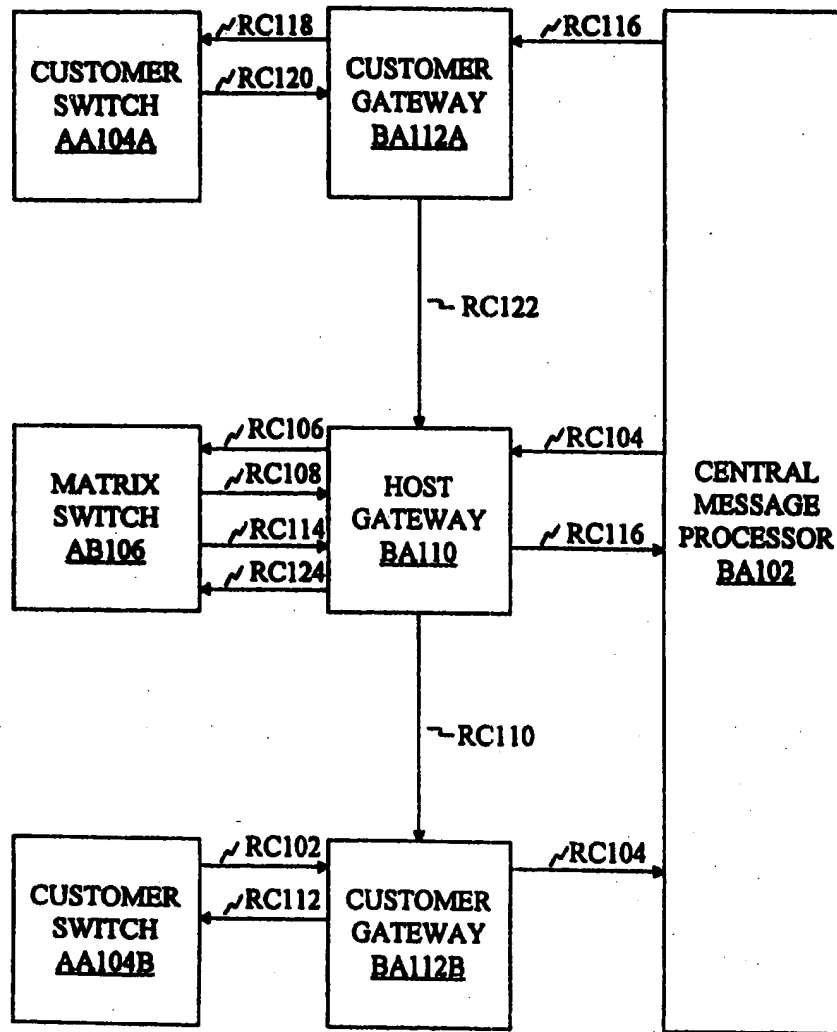 RC118
RC116
CUSTOMER
SWITCH
AA104A
RC120
CUSTOMER
GATEWAY
BA112A
RC122
RC106
RC104
MATRIX
SWITCH
AB106
RC108
RC114
RC124
HOST
GATEWAY
BA110
RC116
CENTRAL
MESSAGE
PROCESSOR
BA102
RC110
RC102
RC104
CUSTOMER
SWITCH
AA104B
RC112
CUSTOMER
GATEWAY
BA112B